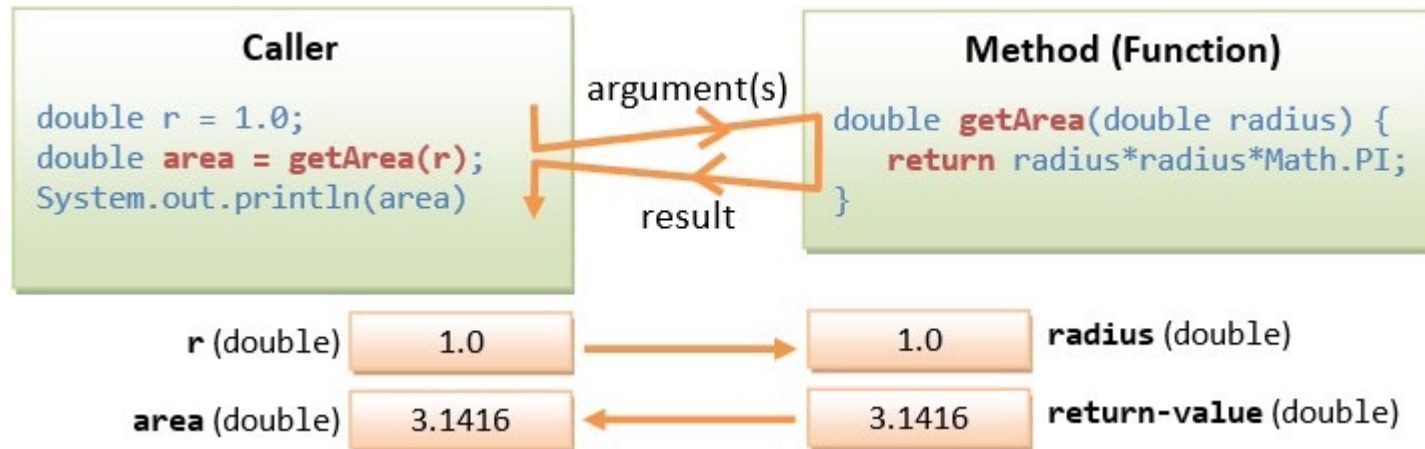 Caller
double r = 1.0;
double area = getArea(r);
System.out.println(area)
argument(s)
result
Method (Function)
double getArea(double radius) {
return radius*radius*Math.PI;
}
r (double) 1.0
1.0 radius (double)
area (double) 3.1416
3.1416 return-value (double)